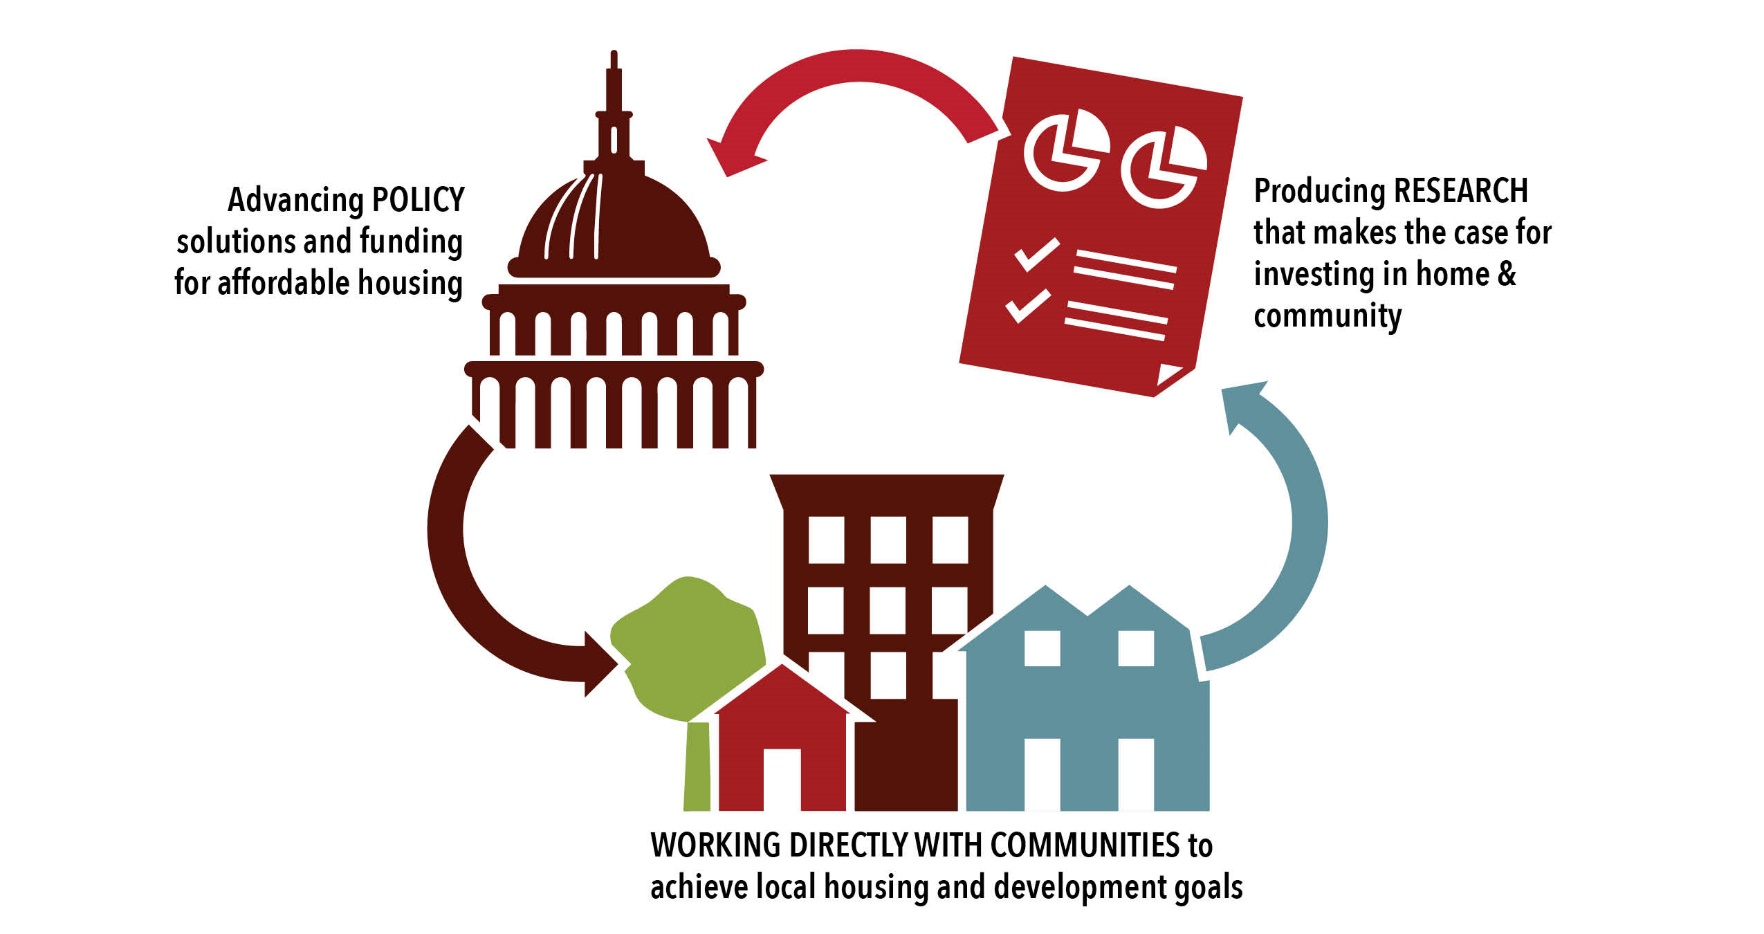 Advancing POLICY
solutions and funding
for affordable housing
Producing RESEARCH
that makes the case for
investing in home &
community
WORKING DIRECTLY WITH COMMUNITIES to
achieve local housing and development goals